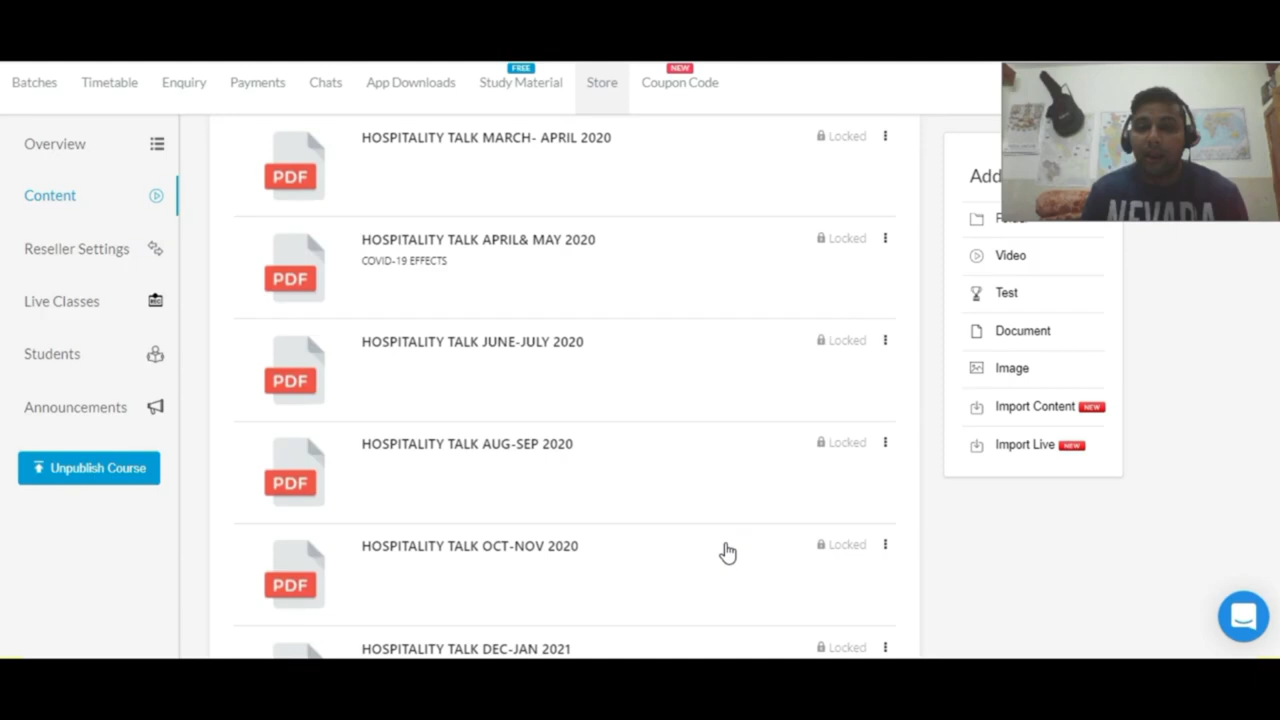 FREE
NEW
Batches
Timetable
Enquiry
Payments
Chats
App Downloads
Study Material
Store
Coupon Code
Overview
Content
Reseller Settings
Live Classes
Students
Announcements
Unpublish Course
HOSPITALITY TALK MARCH- APRIL 2020
Locked
PDF
HOSPITALITY TALK APRIL& MAY 2020
Locked
COVID-19 EFFECTS
PDF
HOSPITALITY TALK JUNE-JULY 2020
Locked
PDF
HOSPITALITY TALK AUG-SEP 2020
Locked
PDF
HOSPITALITY TALK OCT-NOV 2020
Locked
PDF
HOSPITALITY TALK DEC-JAN 2021
Locked
Add
Video
Test
Document
Image
Import Content NEW
Import Live NEW
NEVADA